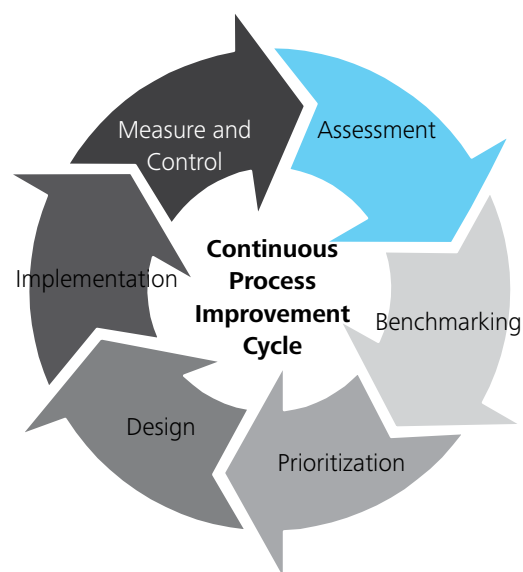 Continuous
Process
Improvement
Cycle
Assessment
Benchmarking
Prioritization
Design
Implementation
Measure and
Control